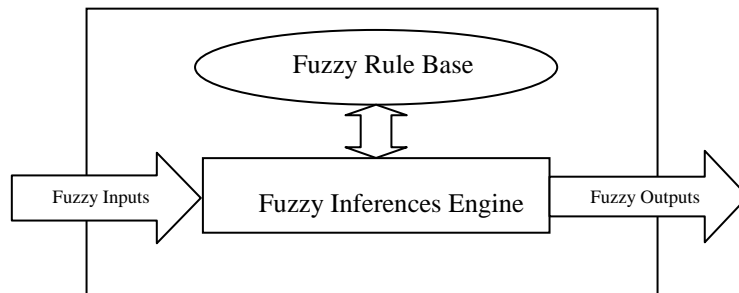 Fuzzy Rule Base
Fuzzy Inputs
Fuzzy Inferences Engine
Fuzzy Outputs